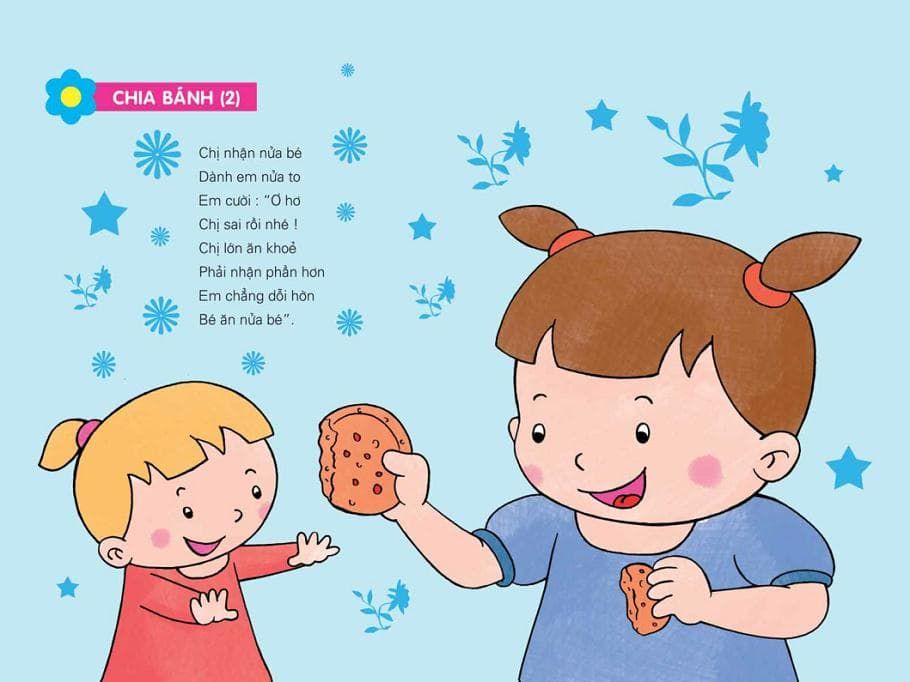 CHIA BÁNH (2)
Chị nhận nửa bé
Dành em nửa to
Em cười : “Ơ hơ
Chị sai rồi nhé !
Chị lớn ăn khoẻ
Phải nhận phần hơn
Em chẳng dỗi hờn
Bé ăn nửa bé”.